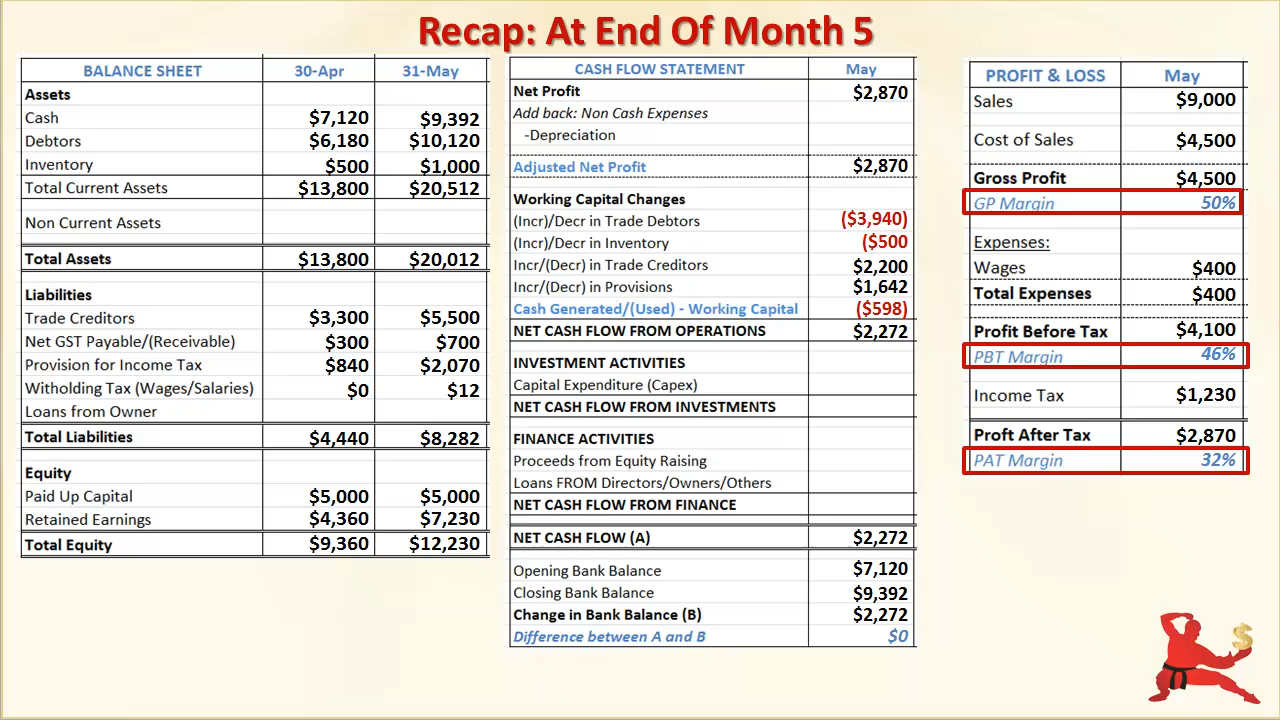 Recap: At End Of Month 5
BALANCE SHEET 30-Apr 31-May
Assets
Cash $7,120 $9,392
Debtors $6,180 $10,120
Inventory $500 $1,000
Total Current Assets $13,800 $20,512
Non Current Assets
Total Assets $13,800 $20,012
Liabilities
Trade Creditors $3,300 $5,500
Net GST Payable/(Receivable) $300 $700
Provision for Income Tax $840 $2,070
Witholding Tax (Wages/Salaries) $0 $12
Loans from Owner
Total Liabilities $4,440 $8,282
Equity
Paid Up Capital $5,000 $5,000
Retained Earnings $4,360 $7,230
Total Equity $9,360 $12,230
CASH FLOW STATEMENT May
Net Profit $2,870
Add back: Non Cash Expenses
-Depreciation
Adjusted Net Profit $2,870
Working Capital Changes
(Incr)/Decr in Trade Debtors ($3,940)
(Incr)/Decr in Inventory ($500
Incr/(Decr) in Trade Creditors $2,200
Incr/(Decr) in Provisions $1,642
Cash Generated/(Used) - Working Capital ($598)
NET CASH FLOW FROM OPERATIONS $2,272
INVESTMENT ACTIVITIES
Capital Expenditure (Capex)
NET CASH FLOW FROM INVESTMENTS
FINANCE ACTIVITIES
Proceeds from Equity Raising
Loans FROM Directors/Owners/Others
NET CASH FLOW FROM FINANCE
NET CASH FLOW (A) $2,272
Opening Bank Balance $7,120
Closing Bank Balance $9,392
Change in Bank Balance (B) $2,272
Difference between A and B $0
PROFIT & LOSS May
Sales $9,000
Cost of Sales $4,500
Gross Profit $4,500
GP Margin 50%
Expenses:
Wages $400
Total Expenses $400
Profit Before Tax $4,100
PBT Margin 46%
Income Tax $1,230
Proft After Tax $2,870
PAT Margin 32%
$